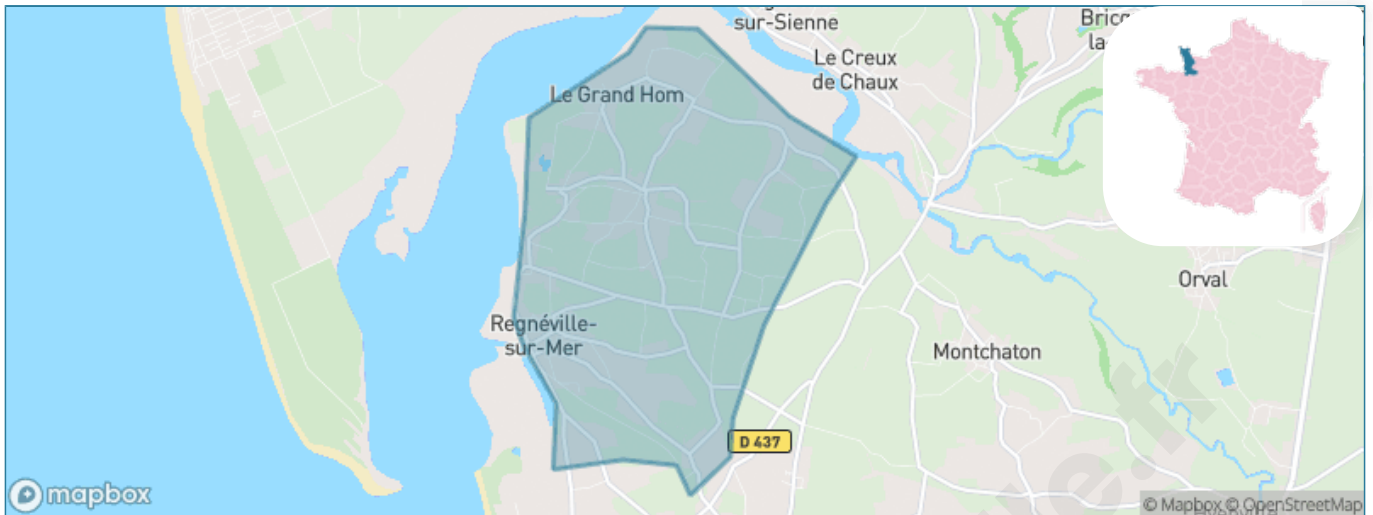 sur-Sienne
Le Creux
de Chaux
Le Grand Hom
Orval
Regnéville-
sur-Mer
Montchaton
D 437
mapbox
© Mapbox © OpenStreetMap